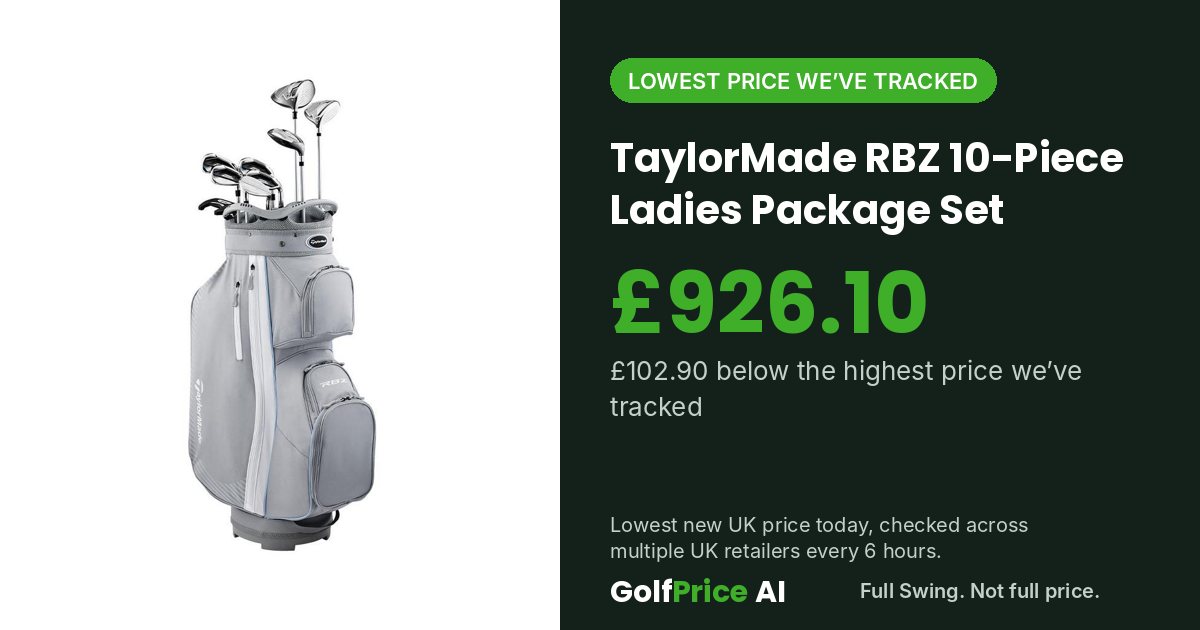 LOWEST PRICE WE’VE TRACKED
TaylorMade RBZ 10-Piece
Ladies Package Set
£926.10
£102.90 below the highest price we’ve
tracked
Lowest new UK price today, checked across
multiple UK retailers every 6 hours.
GolfPrice AI
Full Swing. Not full price.
TaylorMade
RBZ